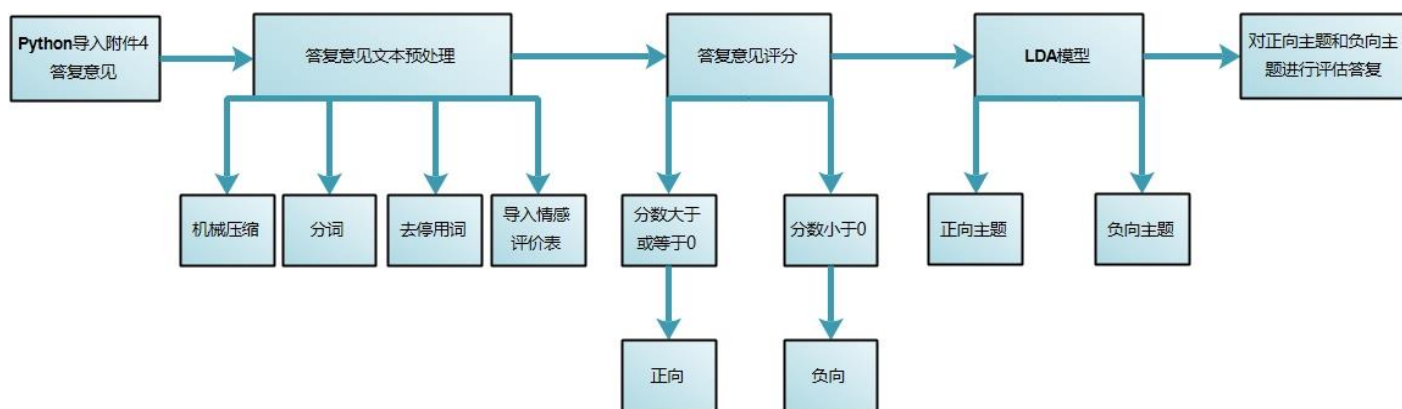 Python导入附件4
答复意见
答复意见文本预处理
答复意见评分
LDA模型
对正向主题和负向主
题进行评估答复
机械压缩
分词
去停用词
导入情感
评价表
分数大于
或等于0
分数小于0
正向主题
负向主题
正向
负向